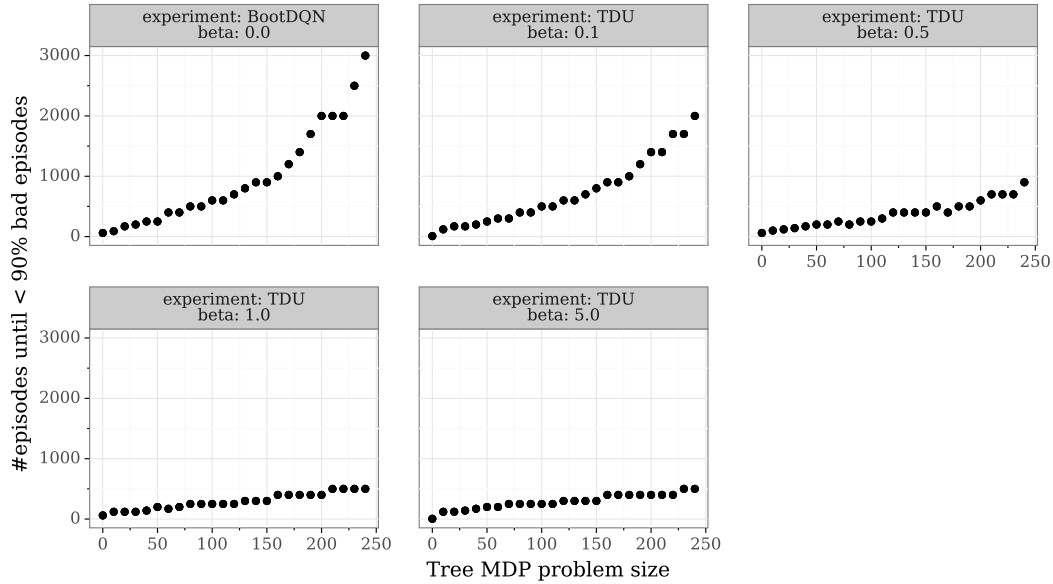 experiment: BootDQN
beta: 0.0
experiment: TDU
beta: 0.1
experiment: TDU
beta: 0.5
#episodes until < 90% bad episodes
3000
2000
1000
0
0
50
100
150
200
250
experiment: TDU
beta: 1.0
experiment: TDU
beta: 5.0
3000
2000
1000
0
0
50
100
150
200
250
0
50
100
150
200
250
Tree MDP problem size